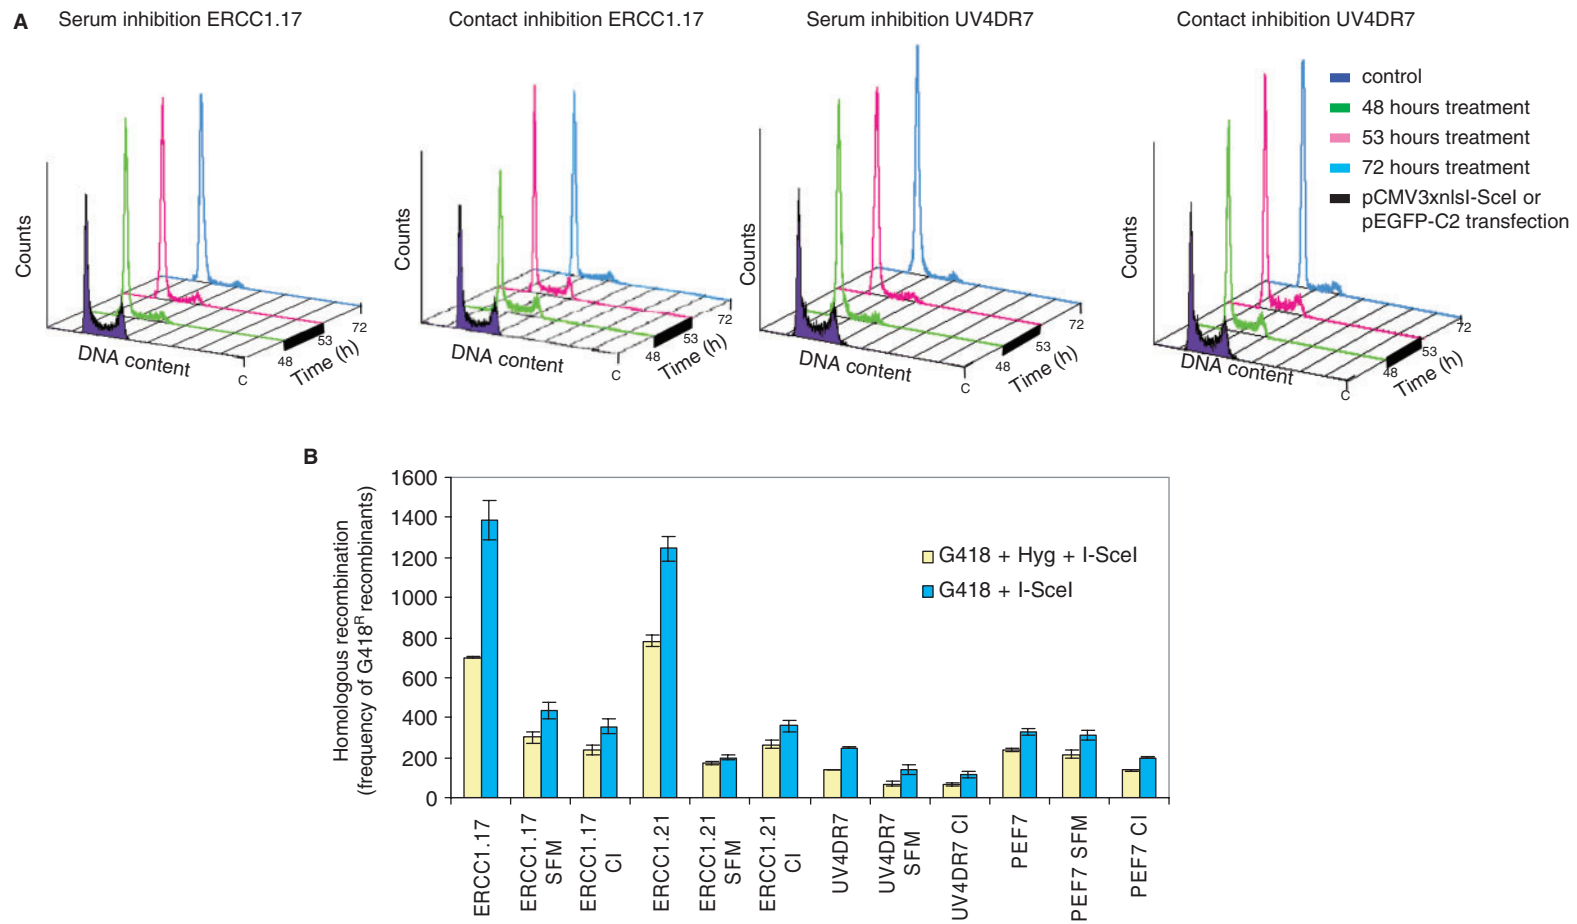 A
Serum inhibition ERCC1.17
Contact inhibition ERCC1.17
Serum inhibition UV4DR7
Contact inhibition UV4DR7
Counts
DNA content
C
48
53
72
Time (h)
Counts
DNA content
C
48
53
72
Time (h)
Counts
DNA content
C
48
53
72
Time (h)
Counts
DNA content
C
48
53
72
Time (h)
control
48 hours treatment
53 hours treatment
72 hours treatment
pCMV3xnlsI-SceI or
pEGFP-C2 transfection
B
Homologous recombination
(frequency of G418ᴿ recombinants)
1600
1400
1200
1000
800
600
400
200
0
G418 + Hyg + I-SceI
G418 + I-SceI
ERCC1.17
ERCC1.17
SFM
ERCC1.17
CI
ERCC1.21
ERCC1.21
SFM
ERCC1.21
CI
UV4DR7
UV4DR7
SFM
UV4DR7 CI
PEF7
PEF7 SFM
PEF7 CI